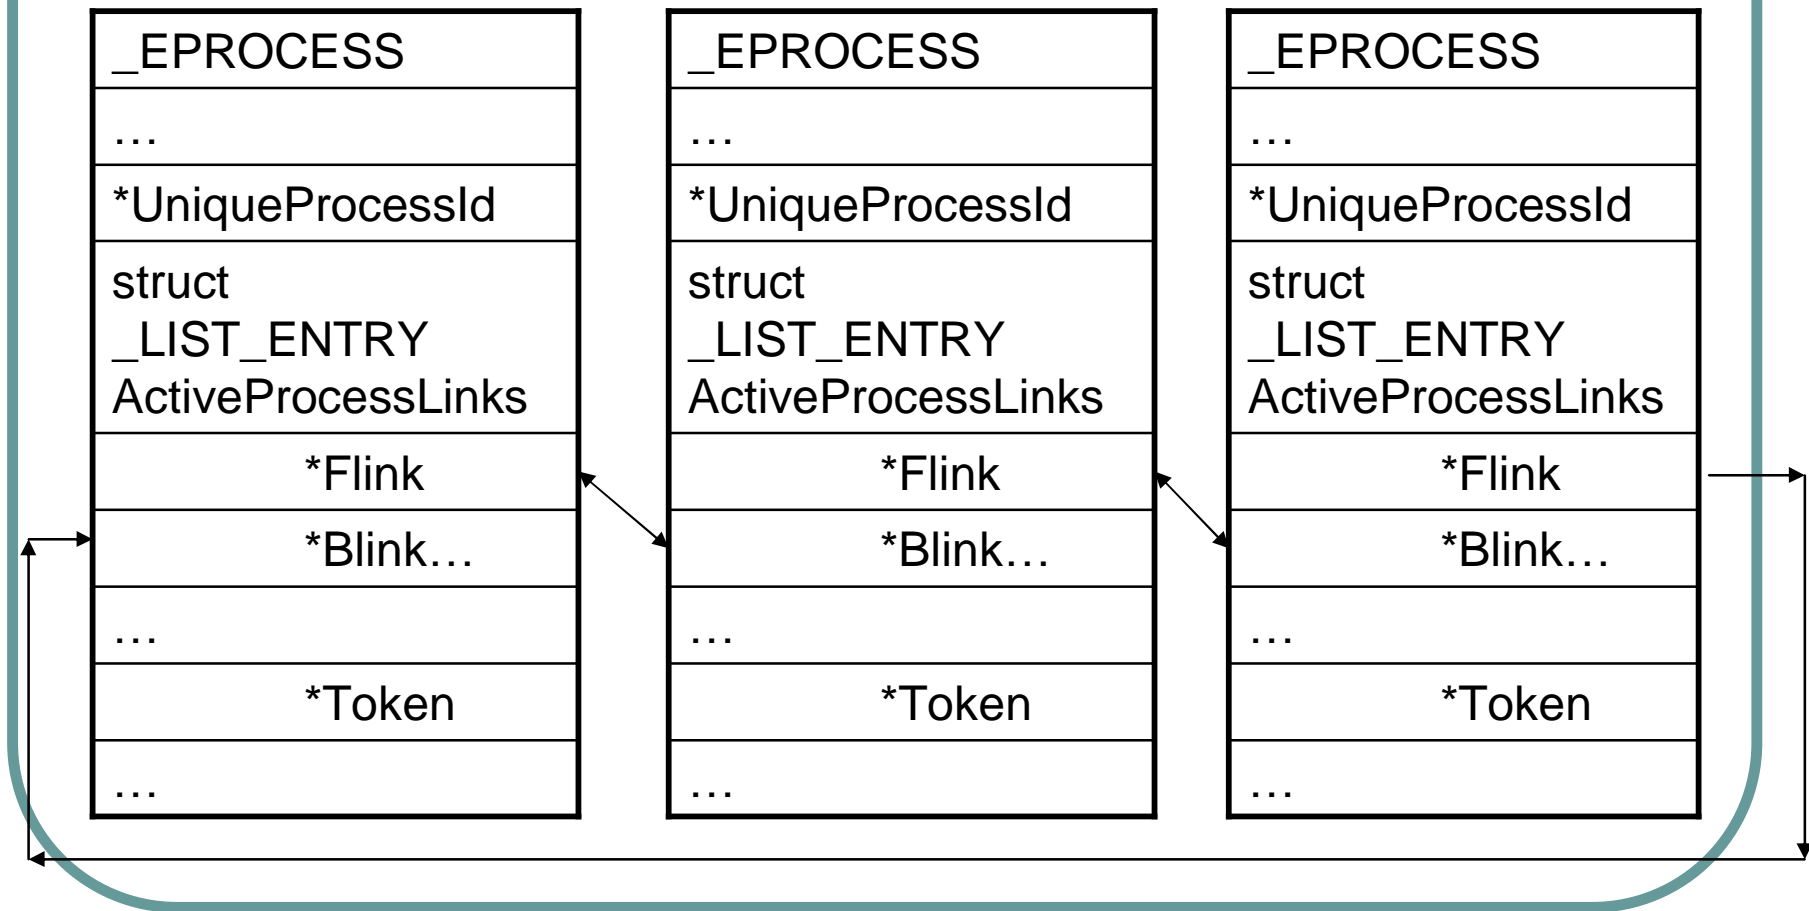 _EPROCESS
…
*UniqueProcessId
struct
_LIST_ENTRY
ActiveProcessLinks
*Flink
*Blink…
…
*Token
…
_EPROCESS
…
*UniqueProcessId
struct
_LIST_ENTRY
ActiveProcessLinks
*Flink
*Blink…
…
*Token
…
_EPROCESS
…
*UniqueProcessId
struct
_LIST_ENTRY
ActiveProcessLinks
*Flink
*Blink…
…
*Token
…